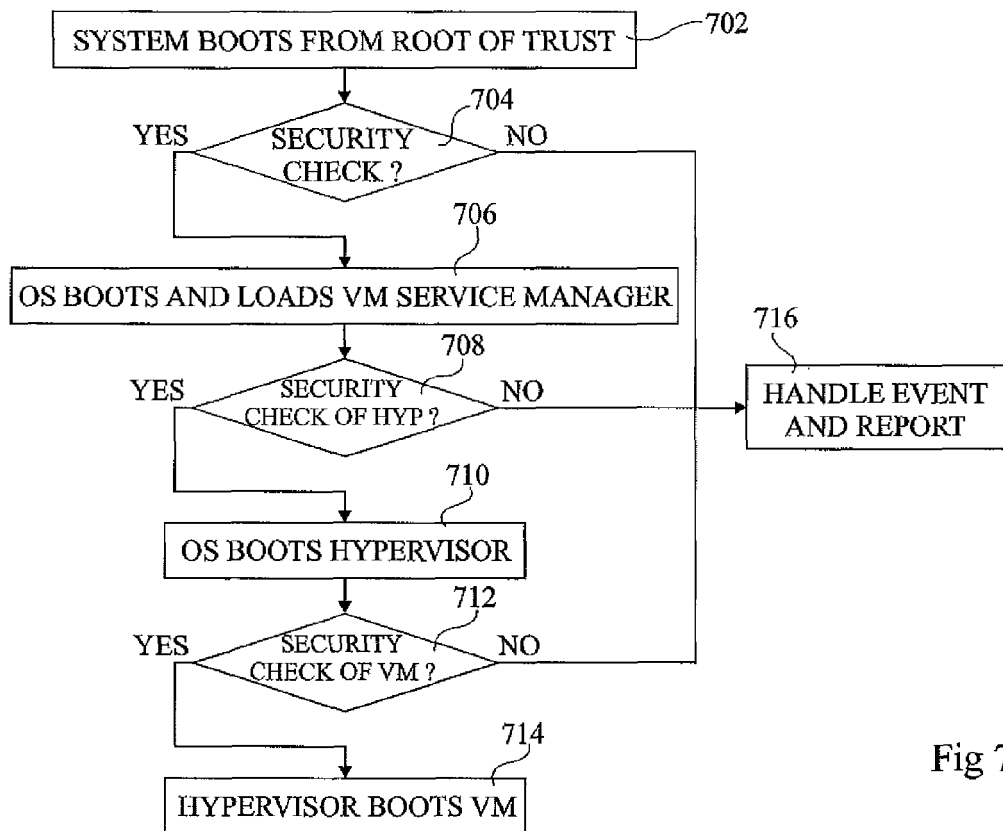 SYSTEM BOOTS FROM ROOT OF TRUST
702
704
YES
SECURITY
CHECK ?
NO
706
OS BOOTS AND LOADS VM SERVICE MANAGER
708
YES
SECURITY
CHECK OF HYP ?
NO
716
HANDLE EVENT
AND REPORT
710
OS BOOTS HYPERVISOR
712
YES
SECURITY
CHECK OF VM ?
NO
714
HYPERVISOR BOOTS VM
Fig 7